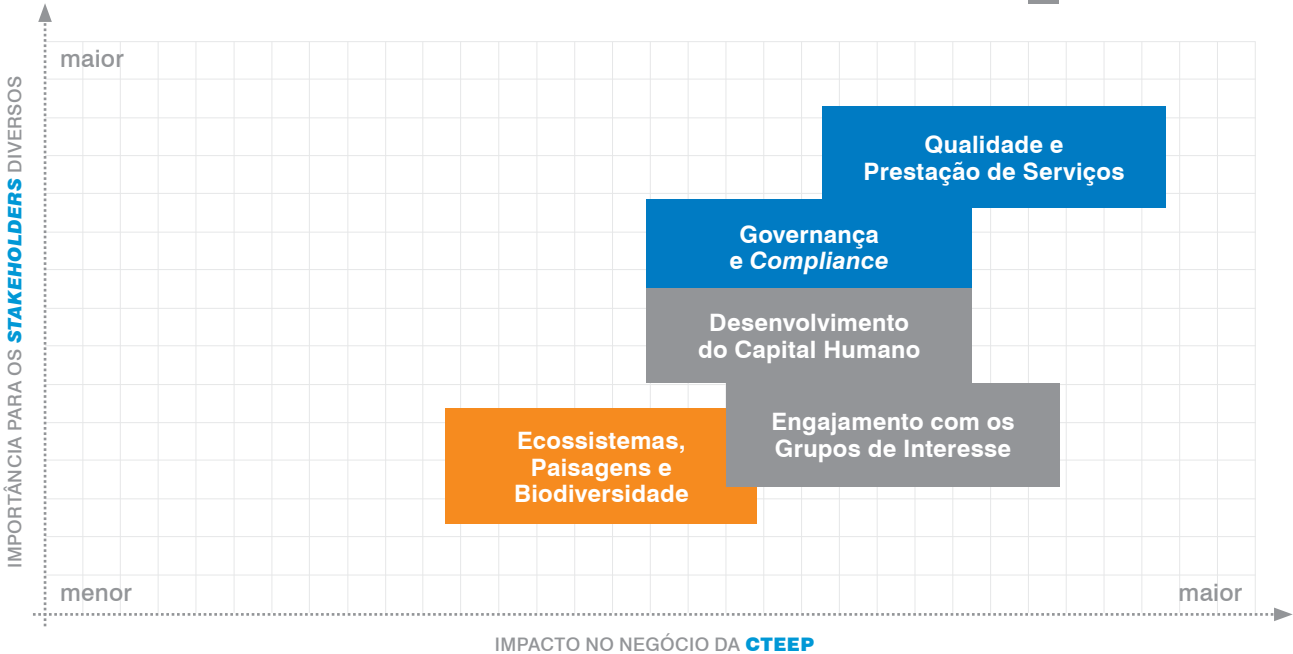 maior
IMPORTÂNCIA PARA OS STAKEHOLDERS DIVERSOS
Qualidade e
Prestação de Serviços
Governança
e Compliance
Desenvolvimento
do Capital Humano
Engajamento com os
Grupos de Interesse
Ecossistemas,
Paisagens e
Biodiversidade
menor
maior
IMPACTO NO NEGÓCIO DA CTEEP